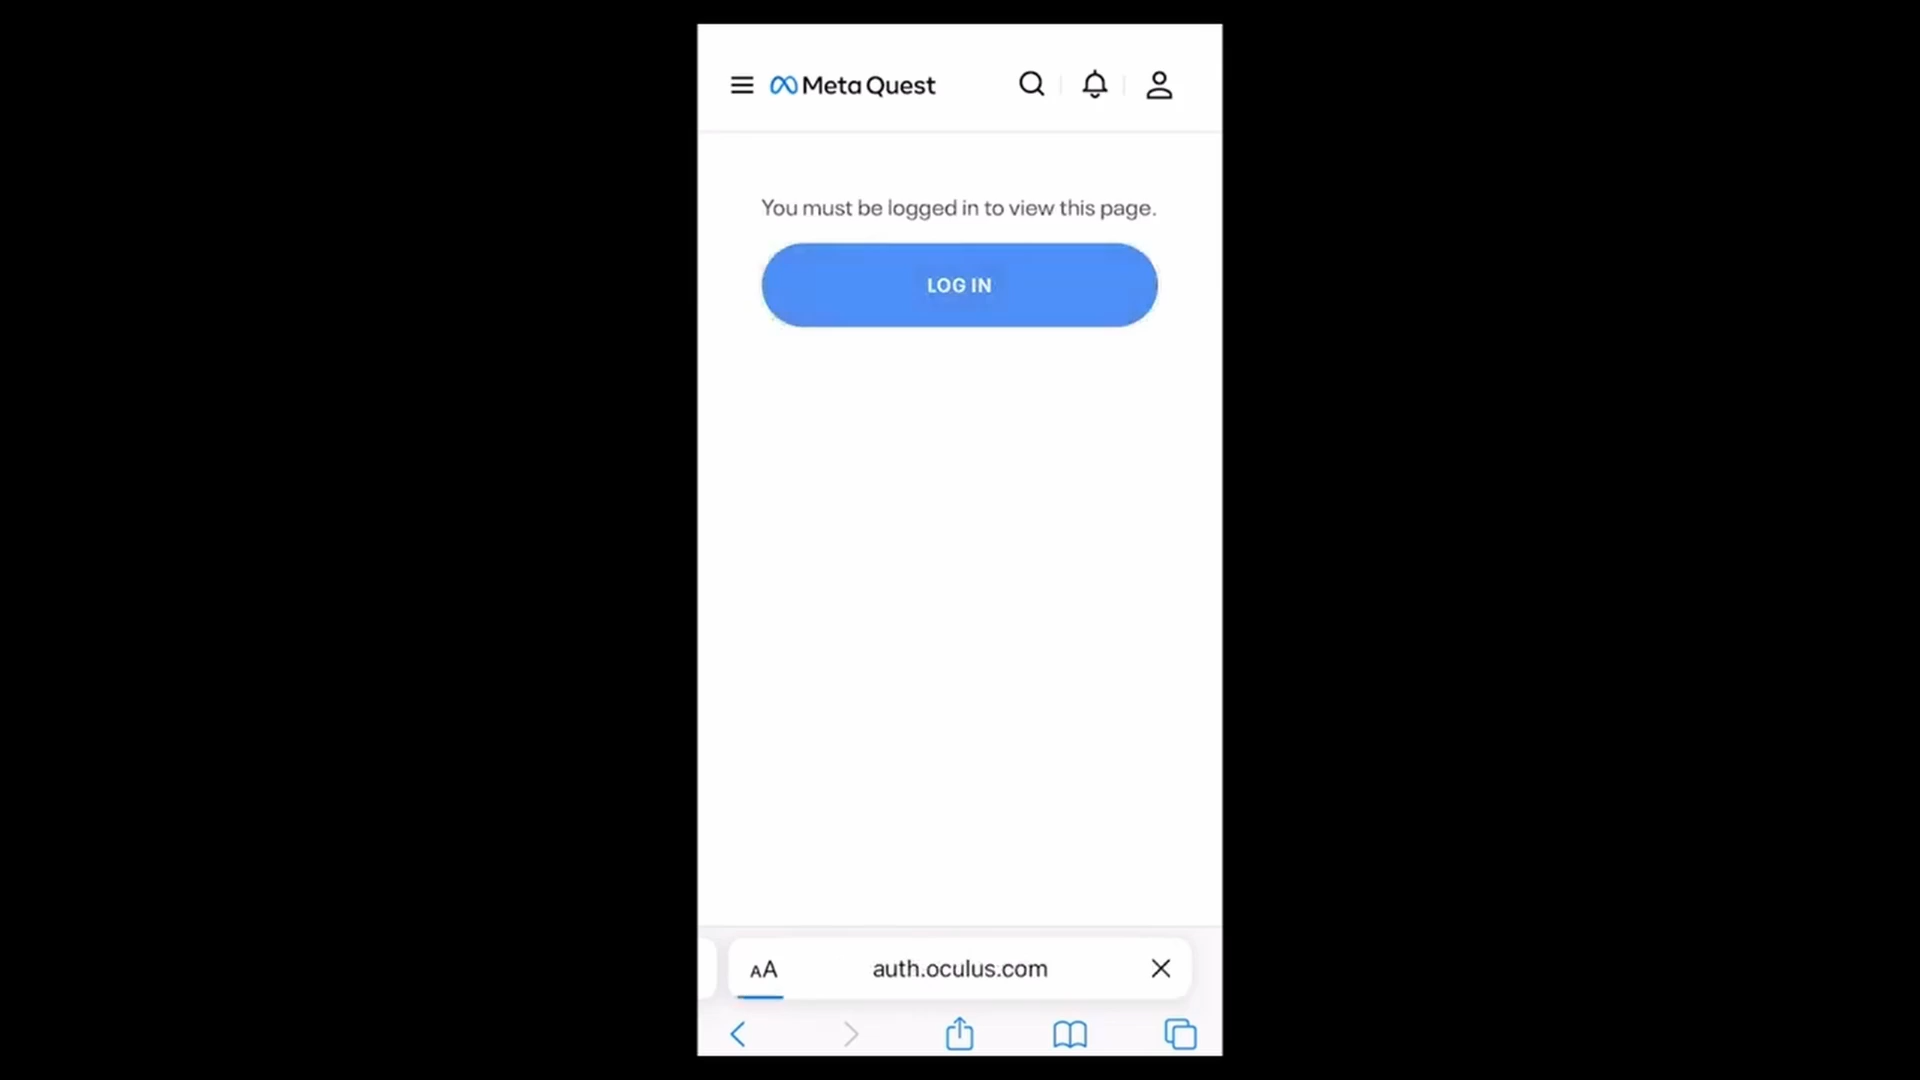 Meta Quest
You must be logged in to view this page.
LOG IN
AA auth.oculus.com